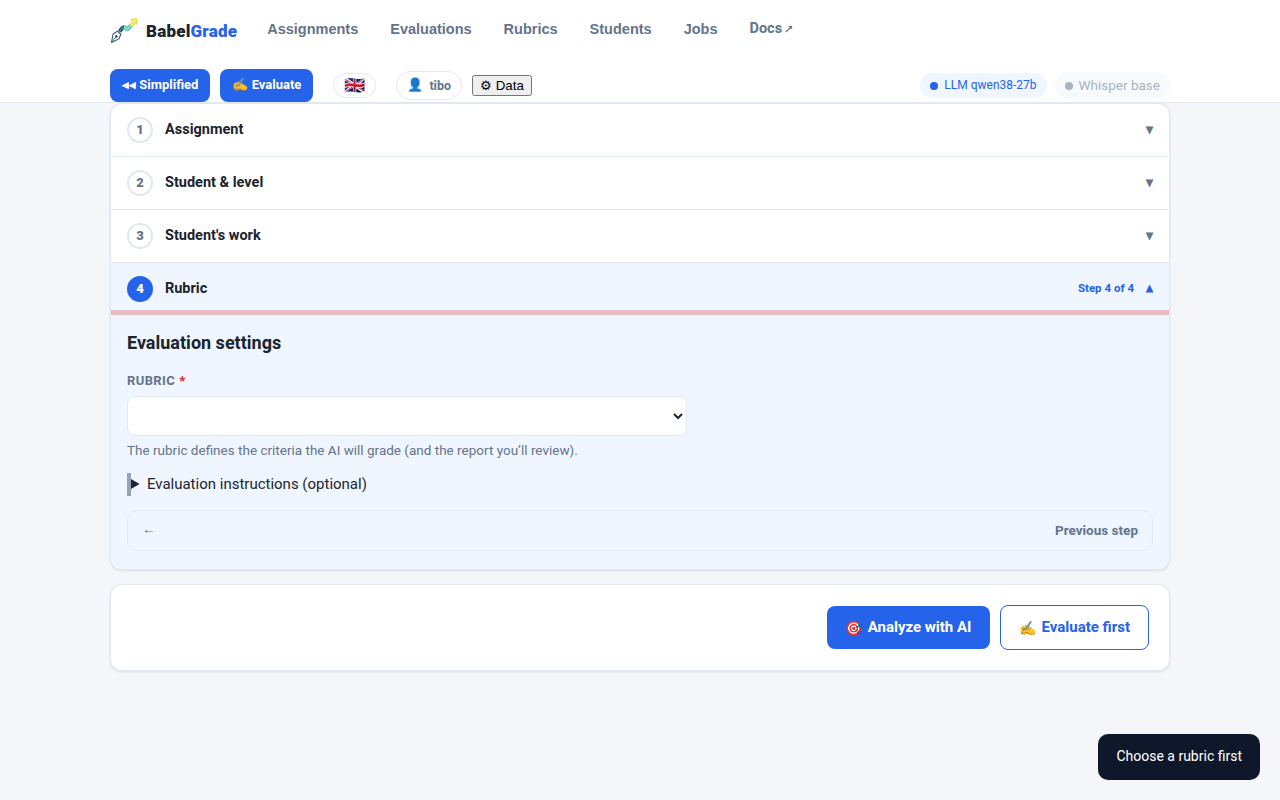 BabelGrade
Assignments
Evaluations
Rubrics
Students
Jobs
Docs↗
◀◀ Simplified
✍️ Evaluate
🇬🇧
👤 tibo
⚙ Data
LLM qwen38-27b
Whisper base
1 Assignment ▼
2 Student & level ▼
3 Student's work ▼
4 Rubric Step 4 of 4 ▲
Evaluation settings
RUBRIC *
The rubric defines the criteria the AI will grade (and the report you'll review).
▶ Evaluation instructions (optional)
← Previous step
🎯 Analyze with AI
✍️ Evaluate first
Choose a rubric first